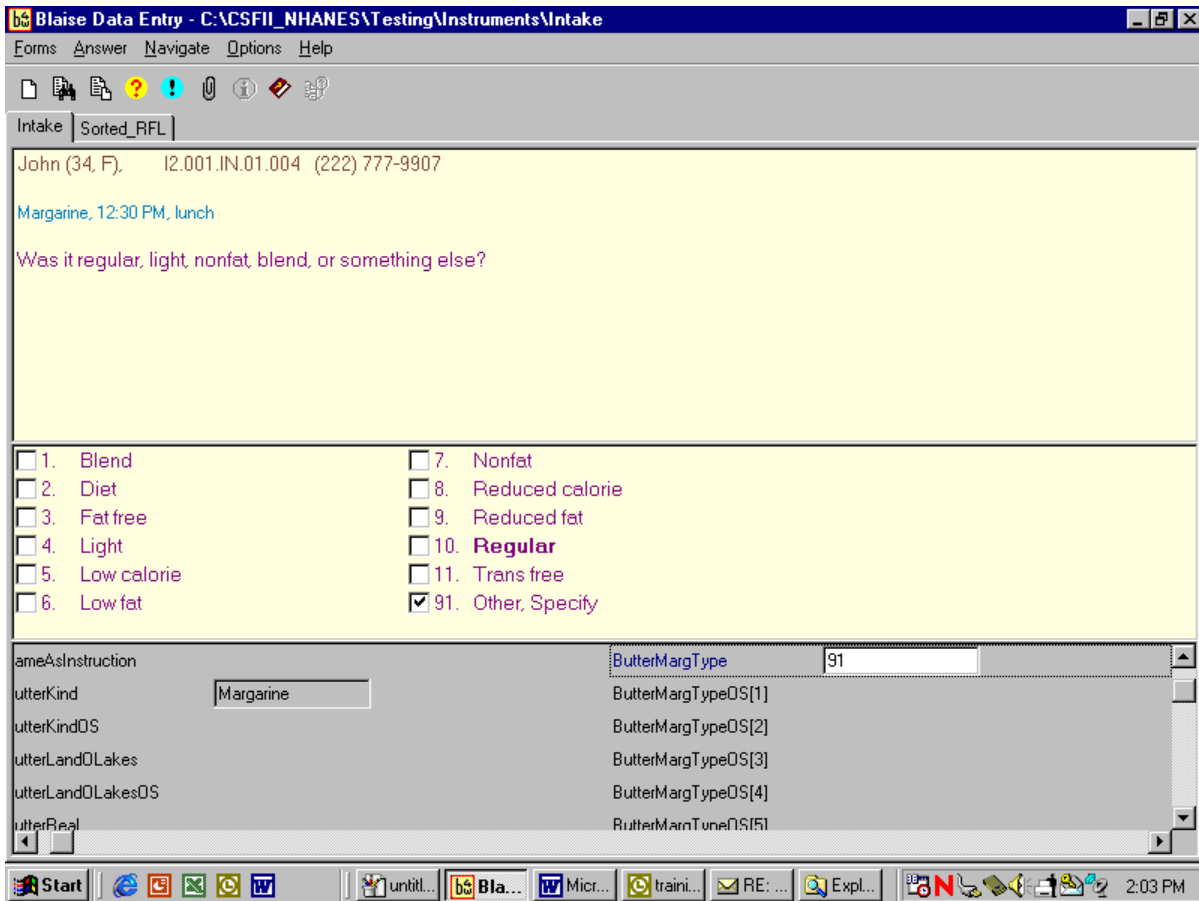 Blaise Data Entry - C:\CSFII_NHANES\Testing\Instruments\Intake
Forms Answer Navigate Options Help
Intake Sorted_RFL
John (34, F), I2.001.IN.01.004 (222) 777-9907
Margarine, 12:30 PM, lunch
Was it regular, light, nonfat, blend, or something else?
1. Blend 7. Nonfat
2. Diet 8. Reduced calorie
3. Fat free 9. Reduced fat
4. Light 10. Regular
5. Low calorie 11. Trans free
6. Low fat 91. Other, Specify
ameAsInstruction ButterMargType 91
utterKind Margarine ButterMargTypeOS[1]
utterKindOS ButterMargTypeOS[2]
utterLandOLakes ButterMargTypeOS[3]
utterLandOLakesOS ButterMargTypeOS[4]
utterReal ButterMargTypeOS[5]
Start untitl... Bla... Micr... traini... RE: ... Expl... 2:03 PM